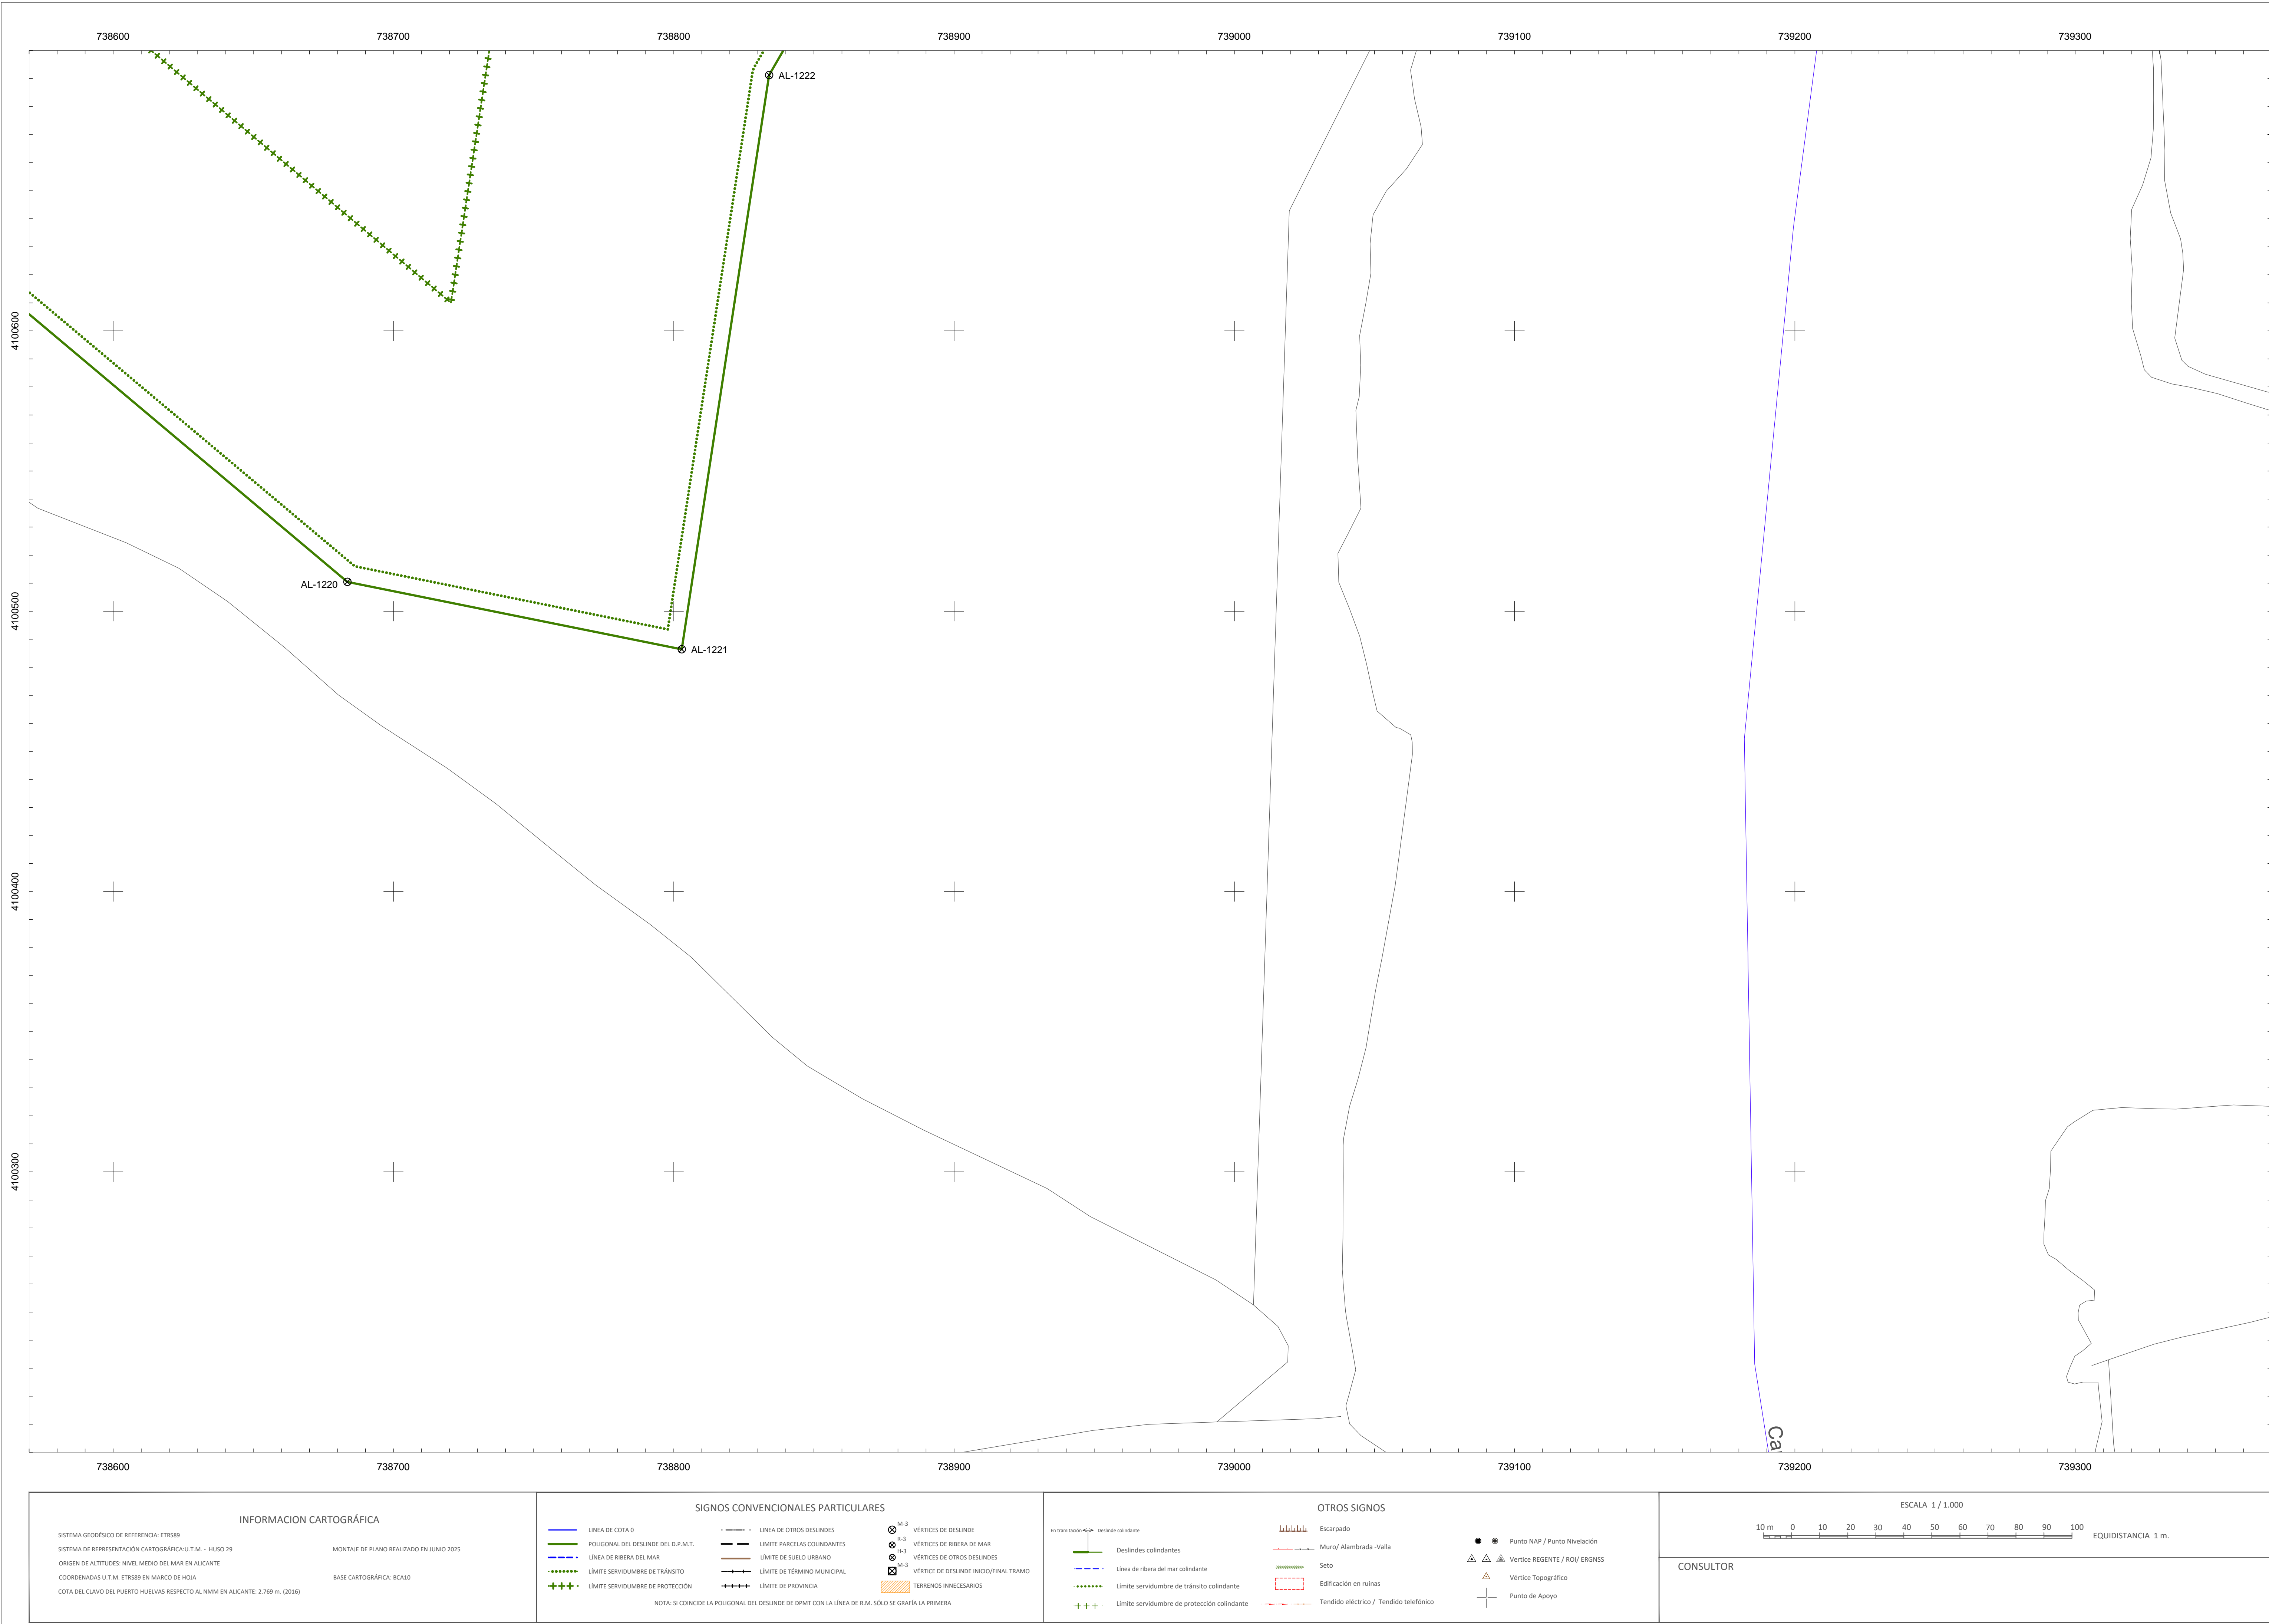 738600 738700 738800 738900 739000 739100 739200 739300
AL-1222
4100600
AL-1220
4100500
AL-1221
4100400
4100300
Ca
738600 738700 738800 738900 739000 739100 739200 739300
INFORMACION CARTOGRÁFICA
SISTEMA GEODÉSICO DE REFERENCIA: ETRS89
SISTEMA DE REPRESENTACIÓN CARTOGRÁFICA:U.T.M. - HUSO 29
MONTAJE DE PLANO REALIZADO EN JUNIO 2025
ORIGEN DE ALTITUDES: NIVEL MEDIO DEL MAR EN ALICANTE
COORDENADAS U.T.M. ETRS89 EN MARCO DE HOJA
BASE CARTOGRÁFICA: BCA10
COTA DEL CLAVO DEL PUERTO HUELVAS RESPECTO AL NMM EN ALICANTE: 2.769 m. (2016)
SIGNOS CONVENCIONALES PARTICULARES
LINEA DE COTA 0
POLIGONAL DEL DESLINDE DEL D.P.M.T.
LÍNEA DE RIBERA DEL MAR
LÍMITE SERVIDUMBRE DE TRÁNSITO
LÍMITE SERVIDUMBRE DE PROTECCIÓN
LINEA DE OTROS DESLINDES
LIMITE PARCELAS COLINDANTES
LÍMITE DE SUELO URBANO
LÍMITE DE TÉRMINO MUNICIPAL
LÍMITE DE PROVINCIA
M-3
VÉRTICES DE DESLINDE
R-3
VÉRTICES DE RIBERA DE MAR
H-3
VÉRTICES DE OTROS DESLINDES
M-3
VÉRTICE DE DESLINDE INICIO/FINAL TRAMO
TERRENOS INNECESARIOS
NOTA: SI COINCIDE LA POLIGONAL DEL DESLINDE DE DPMT CON LA LÍNEA DE R.M. SÓLO SE GRAFÍA LA PRIMERA
OTROS SIGNOS
En tramitación Deslinde colindante
Deslindes colindantes
Línea de ribera del mar colindante
Límite servidumbre de tránsito colindante
Límite servidumbre de protección colindante
Escarpado
Muro/ Alambrada -Valla
Seto
Edificación en ruinas
Tendido eléctrico / Tendido telefónico
Punto NAP / Punto Nivelación
Vertice REGENTE / ROI/ ERGNSS
Vértice Topográfico
Punto de Apoyo
ESCALA 1 / 1.000
10 m 0 10 20 30 40 50 60 70 80 90 100
EQUIDISTANCIA 1 m.
CONSULTOR